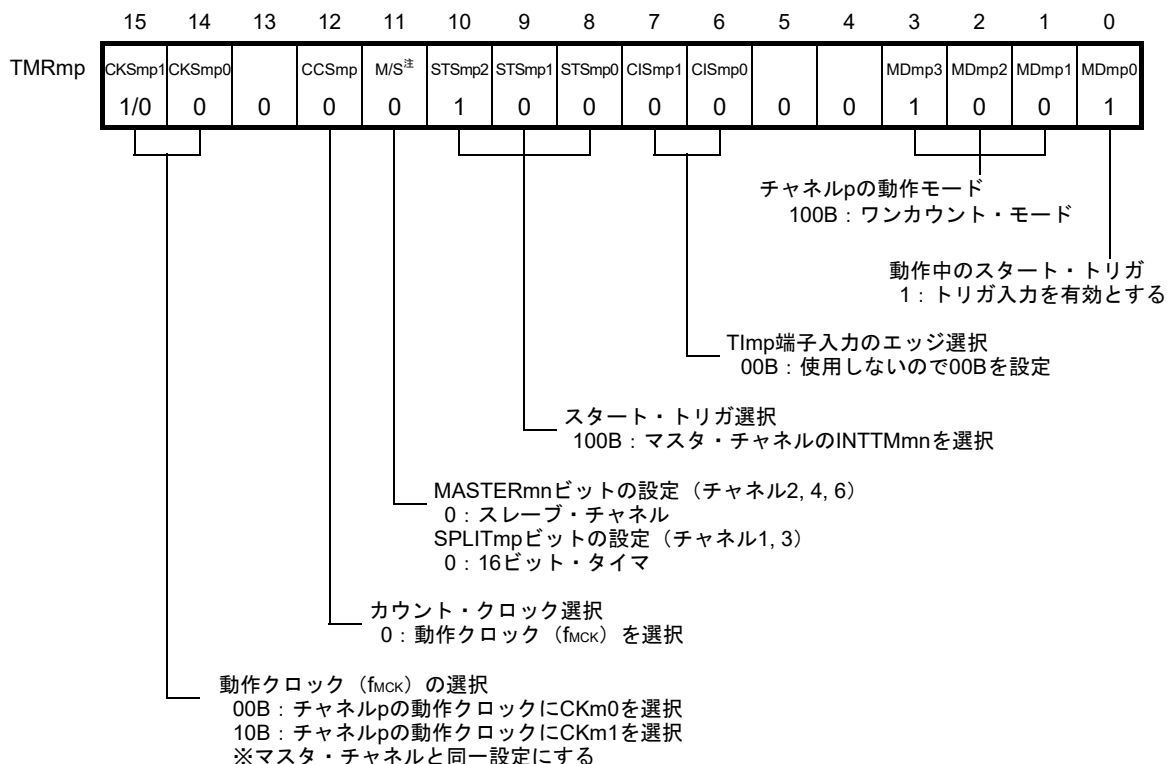 15 14 13 12 11 10 9 8 7 6 5 4 3 2 1 0
TMRmp CKSmp1 CKSmp0 CCSmp M/S注 STSmp2 STSmp1 STSmp0 CISmp1 CISmp0 MDmp3 MDmp2 MDmp1 MDmp0
1/0 0 0 0 0 1 0 0 0 0 0 0 1 0 0 1
チャネルpの動作モード
100B：ワンカウント・モード
動作中のスタート・トリガ
1：トリガ入力を有効とする
TImp端子入力のエッジ選択
00B：使用しないので00Bを設定
スタート・トリガ選択
100B：マスタ・チャネルのINTTMmnを選択
MASTERmnビットの設定（チャネル2, 4, 6）
0：スレーブ・チャネル
SPLITmpビットの設定（チャネル1, 3）
0：16ビット・タイマ
カウント・クロック選択
0：動作クロック（fMCK）を選択
動作クロック（fMCK）の選択
00B：チャネルpの動作クロックにCKm0を選択
10B：チャネルpの動作クロックにCKm1を選択
※マスタ・チャネルと同一設定にする